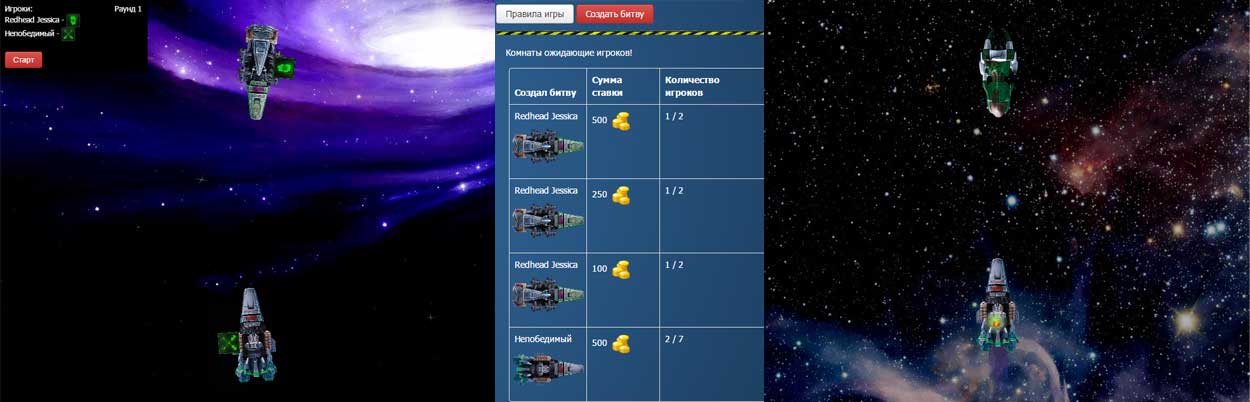 Игроки: Раунд 1
Redhead Jessica -
Непобедимый -
Старт
Правила игры Создать битву
Комнаты ожидающие игроков!
Создал битву Сумма ставки Количество игроков
Redhead Jessica 500 1 / 2
Redhead Jessica 250 1 / 2
Redhead Jessica 100 1 / 2
Непобедимый 500 2 / 7